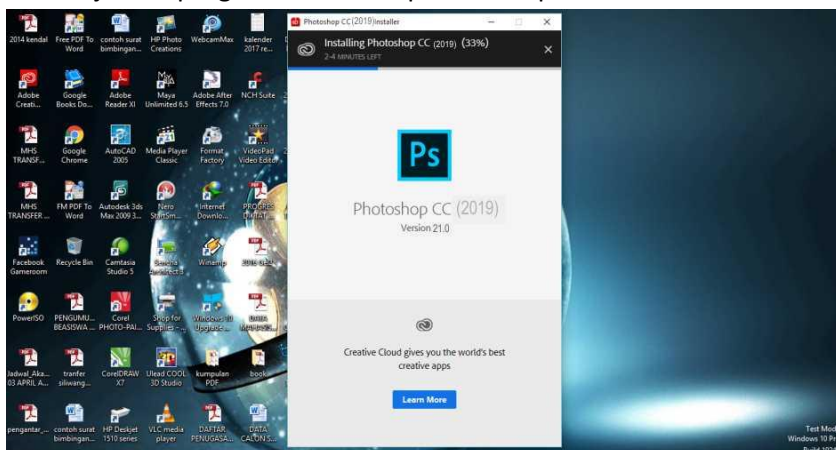 2014 kendal
Free PDF To Word
contoh surat bimbingan...
HP Photo Creations
WebcamMax
kalender 2017 re...
Adobe Creati...
Google Books Do...
Adobe Reader XI
Maya Unlimited 6.5
Adobe After Effects 7.0
NCH Suite
MHS TRANSF...
Google Chrome
AutoCAD 2005
Media Player Classic
Format Factory
VideoPad Video Editor
MHS TRANSFER ...
FM PDF To Word
Autodesk 3ds Max 2009 3...
Nero StartSm...
Internet Downlo...
Facebook Gameroom
Recycle Bin
Camtasia Studio 5
Winamp
PowerISO
PENGUMU... BEASISWA ...
Corel PHOTO-PAI...
Shop for Supplies - ...
Windows 10 Upgrade...
DATA
Jadwal_Aka... 03 APRIL A...
tranfer siliwang...
CorelDRAW X7
Ulead COOL 3D Studio
kumpulan PDF
book
pengantar_...
contoh surat bimbingan...
HP Deskjet 1510 series
VLC media player
DAFTAR PENUGASA...
DATA CALON S...
Photoshop CC (2019) Installer
Installing Photoshop CC (2019) (33%)
2-4 MINUTES LEFT
Ps
Photoshop CC (2019)
Version 21.0
Creative Cloud gives you the world's best
creative apps
Learn More
Test Mod
Windows 10 Pr